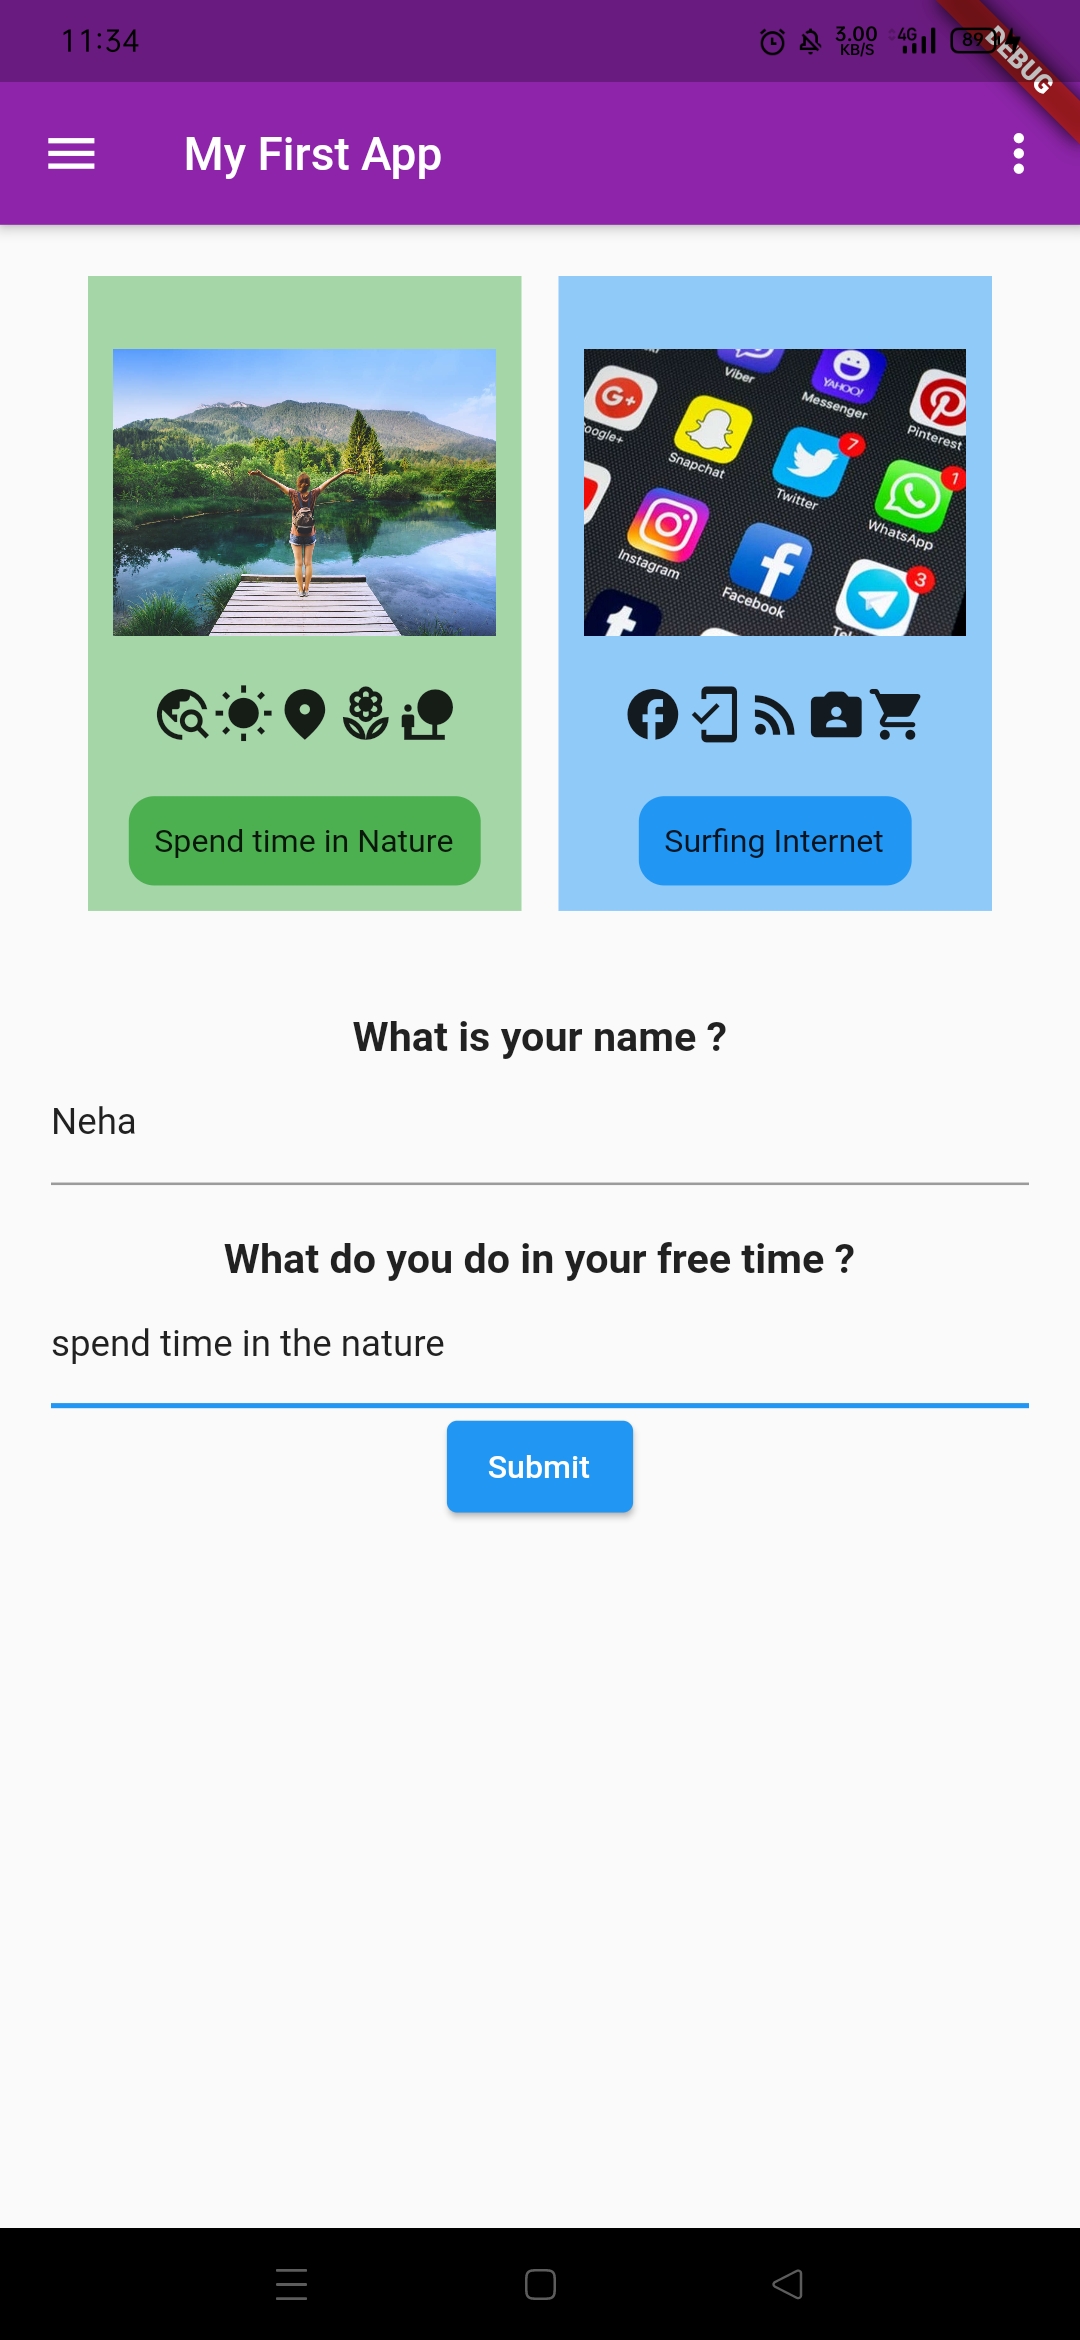 11:34
3.00
KB/S
4G
89
DEBUG
My First App
Viber
YAHOO!
Messenger
Pinterest
G+
oogle+
Snapchat
7
Twitter
1
WhatsApp
Instagram
Facebook
3
Spend time in Nature
Surfing Internet
What is your name ?
Neha
What do you do in your free time ?
spend time in the nature
Submit